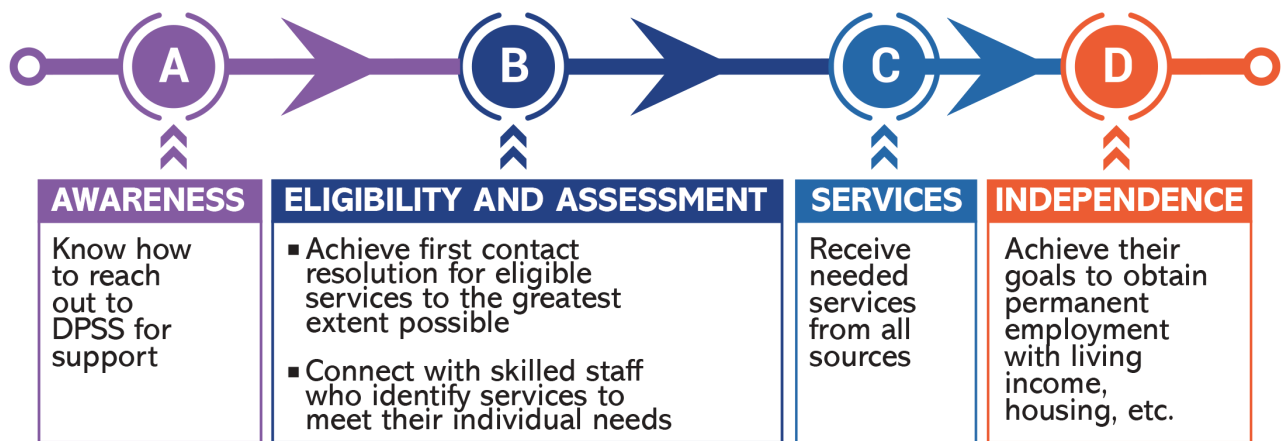 A
B
C
D
AWARENESS
Know how
to reach
out to
DPSS for
support
ELIGIBILITY AND ASSESSMENT
▪ Achieve first contact
resolution for eligible
services to the greatest
extent possible
▪ Connect with skilled staff
who identify services to
meet their individual needs
SERVICES
Receive
needed
services
from all
sources
INDEPENDENCE
Achieve their
goals to obtain
permanent
employment
with living
income,
housing, etc.